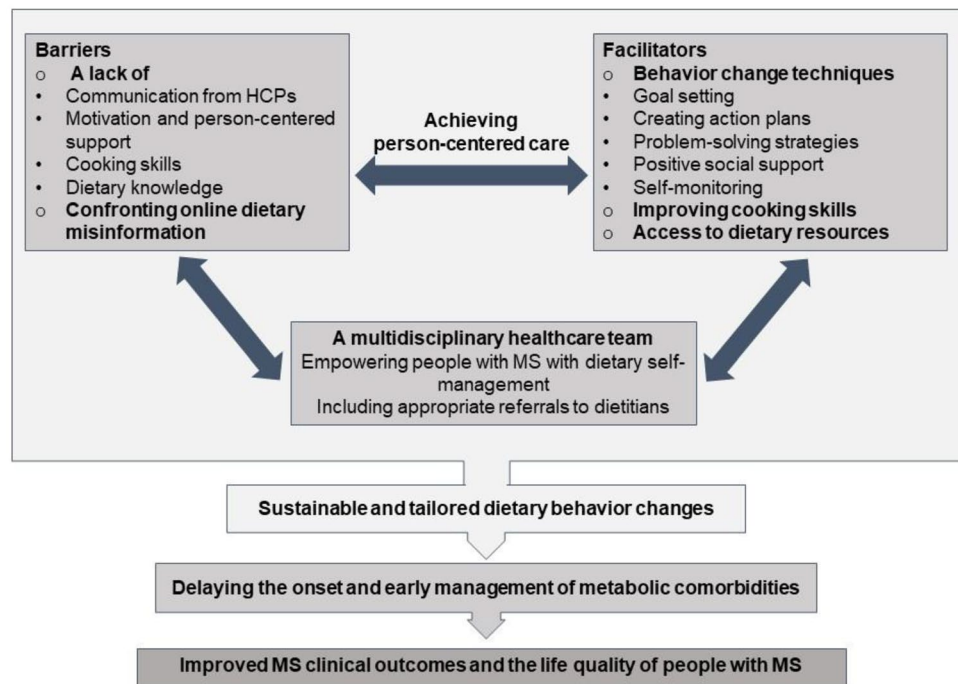 Barriers
o A lack of
• Communication from HCPs
• Motivation and person-centered
support
• Cooking skills
• Dietary knowledge
o Confronting online dietary
misinformation
Achieving
person-centered care
Facilitators
o Behavior change techniques
• Goal setting
• Creating action plans
• Problem-solving strategies
• Positive social support
• Self-monitoring
o Improving cooking skills
o Access to dietary resources
A multidisciplinary healthcare team
Empowering people with MS with dietary self-
management
Including appropriate referrals to dietitians
Sustainable and tailored dietary behavior changes
Delaying the onset and early management of metabolic comorbidities
Improved MS clinical outcomes and the life quality of people with MS